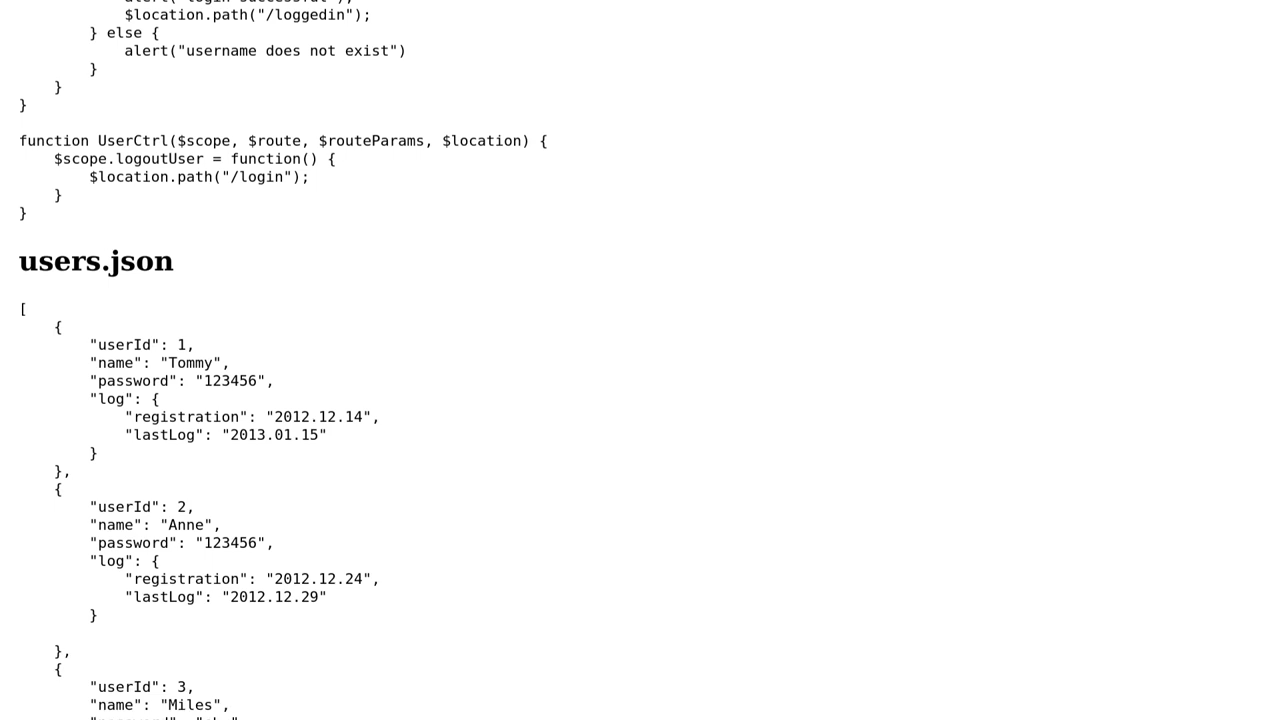 $location.path("/loggedin");
} else {
alert("username does not exist")
}
}
}
function UserCtrl($scope, $route, $routeParams, $location) {
$scope.logoutUser = function() {
$location.path("/login");
}
}
users.json
[
{
"userId": 1,
"name": "Tommy",
"password": "123456",
"log": {
"registration": "2012.12.14",
"lastLog": "2013.01.15"
}
},
{
"userId": 2,
"name": "Anne",
"password": "123456",
"log": {
"registration": "2012.12.24",
"lastLog": "2012.12.29"
}
},
{
"userId": 3,
"name": "Miles",